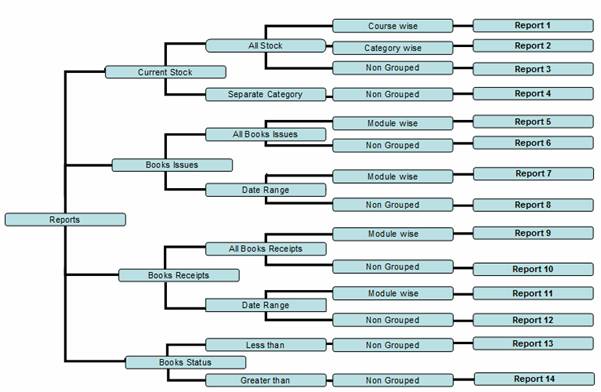 Course wise
Report 1
All Stock
Category wise
Report 2
Current Stock
Non Grouped
Report 3
Separate Category
Non Grouped
Report 4
Module wise
Report 5
All Books Issues
Non Grouped
Report 6
Books Issues
Module wise
Report 7
Date Range
Non Grouped
Report 8
Reports
Module wise
Report 9
All Books Receipts
Non Grouped
Report 10
Books Receipts
Module wise
Report 11
Date Range
Non Grouped
Report 12
Less than
Non Grouped
Report 13
Books Status
Greater than
Non Grouped
Report 14